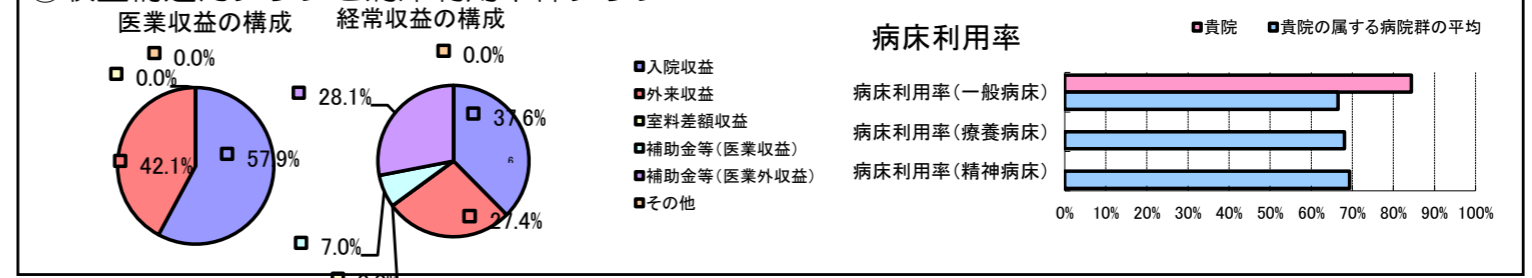 医業収益の構成
0.0%
0.0%
42.1%
57.9%
経常収益の構成
0.0%
28.1%
37.6%
27.4%
7.0%
入院収益
外来収益
室料差額収益
補助金等(医業収益)
補助金等(医業外収益)
その他
病床利用率
貴院 貴院の属する病院群の平均
病床利用率(一般病床)
病床利用率(療養病床)
病床利用率(精神病床)
0% 10% 20% 30% 40% 50% 60% 70% 80% 90% 100%